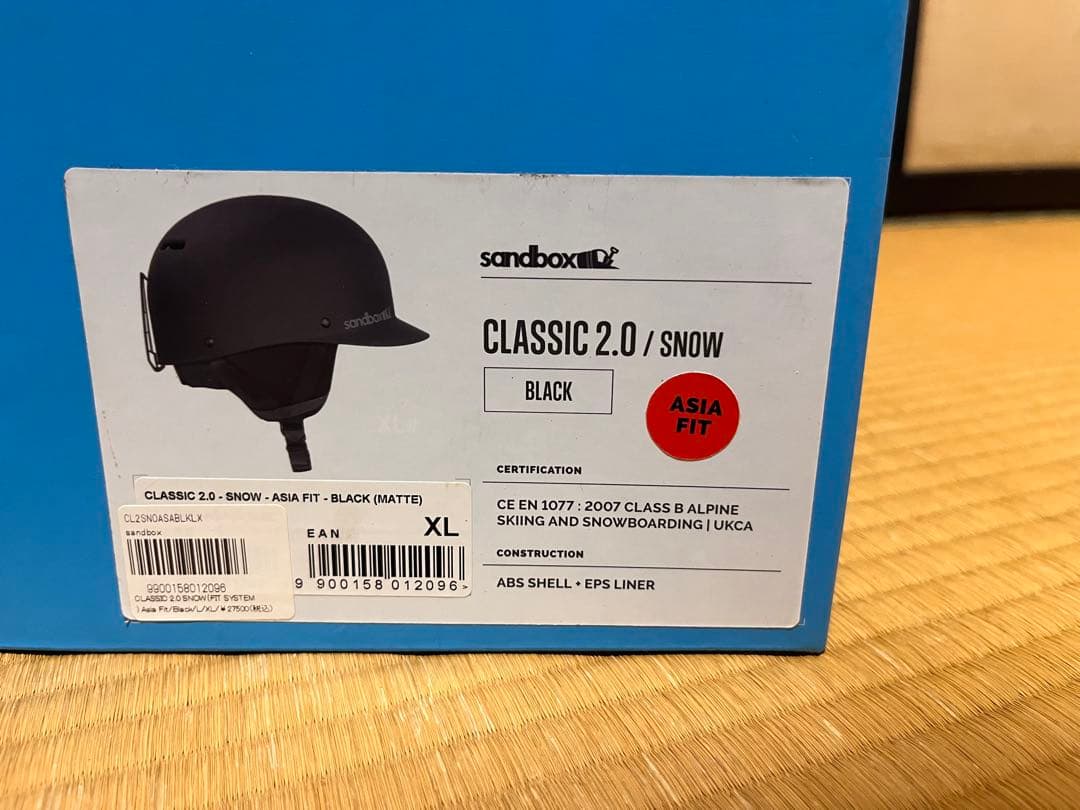 sandbox
CLASSIC 2.0 / SNOW
BLACK
ASIA
FIT
CERTIFICATION
CE EN 1077 : 2007 CLASS B ALPINE
SKIING AND SNOWBOARDING | UKCA
CONSTRUCTION
ABS SHELL + EPS LINER
sandbox
CLASSIC 2.0 - SNOW - ASIA FIT - BLACK (MATTE)
EAN
XL
9 900158 012096 >
CL2SNOASABLKLX
sandbox
9900158012096
CLASSIC 2.0 SNOW(FIT SYSTEM
) Asia Fit/Black/L/XL/¥27500(税込)